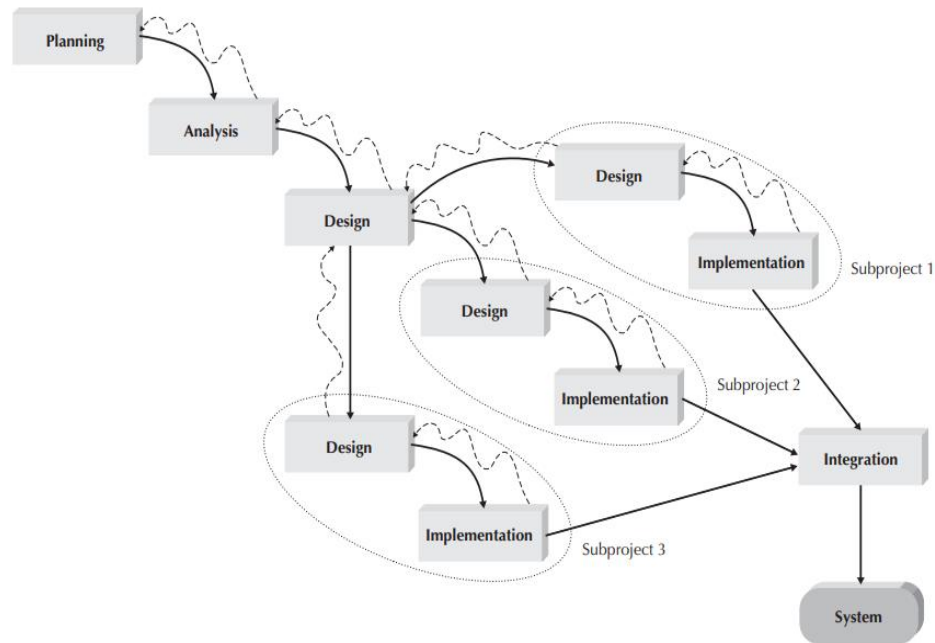 Planning
Analysis
Design
Design
Implementation
Subproject 1
Design
Implementation
Subproject 2
Design
Implementation
Subproject 3
Integration
System